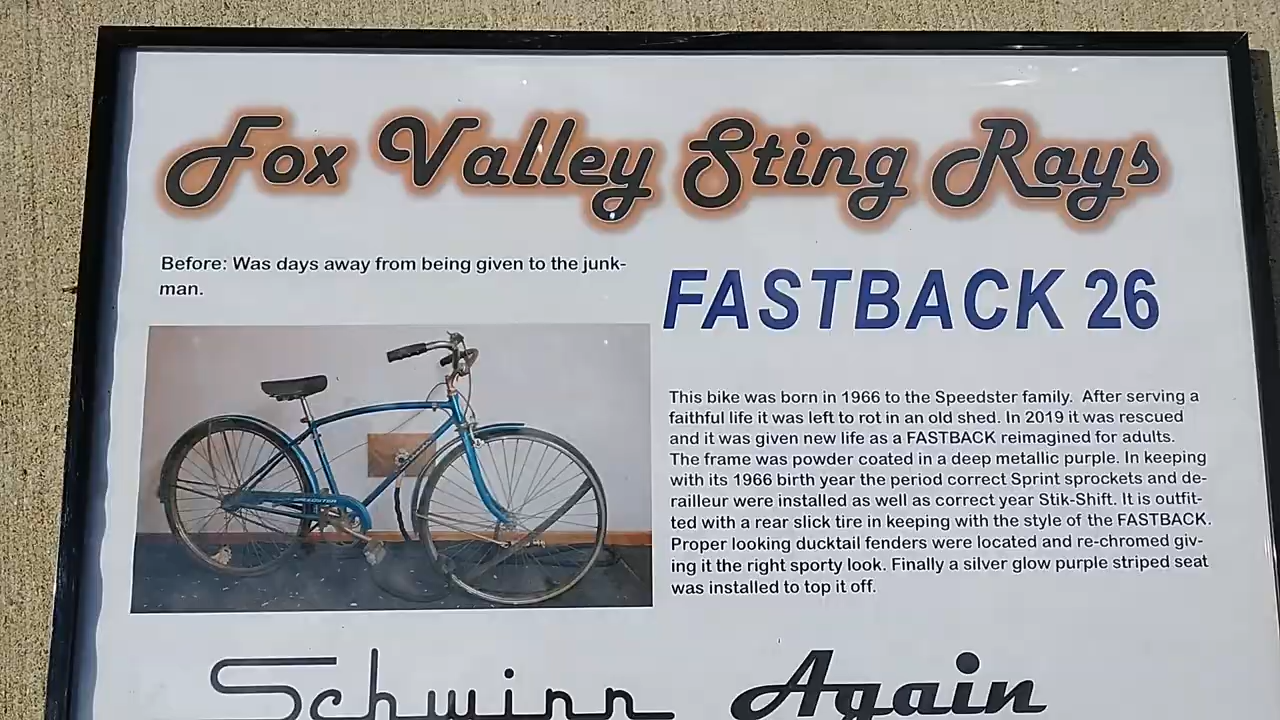 Fox Valley Sting Rays
Before: Was days away from being given to the junk-
man.
FASTBACK 26
SPEEDSTER
This bike was born in 1966 to the Speedster family. After serving a
faithful life it was left to rot in an old shed. In 2019 it was rescued
and it was given new life as a FASTBACK reimagined for adults.
The frame was powder coated in a deep metallic purple. In keeping
with its 1966 birth year the period correct Sprint sprockets and de-
railleur were installed as well as correct year Stik-Shift. It is outfit-
ted with a rear slick tire in keeping with the style of the FASTBACK.
Proper looking ducktail fenders were located and re-chromed giv-
ing it the right sporty look. Finally a silver glow purple striped seat
was installed to top it off.
Schwinn Again